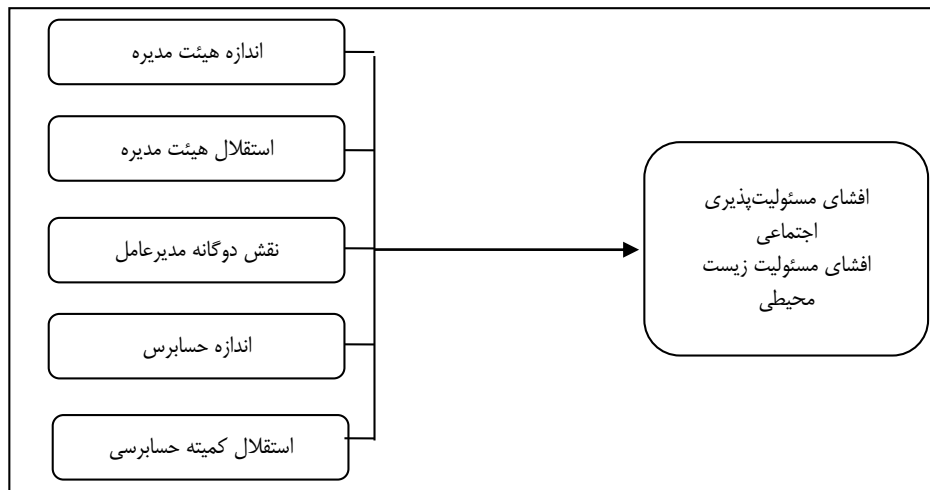 اندازه هیئت مدیره
استقلال هیئت مدیره
نقش دوگانه مدیرعامل
اندازه حسابرس
استقلال کمیته حسابرسی
افشای مسئولیت‌پذیری
اجتماعی
افشای مسئولیت زیست
محیطی